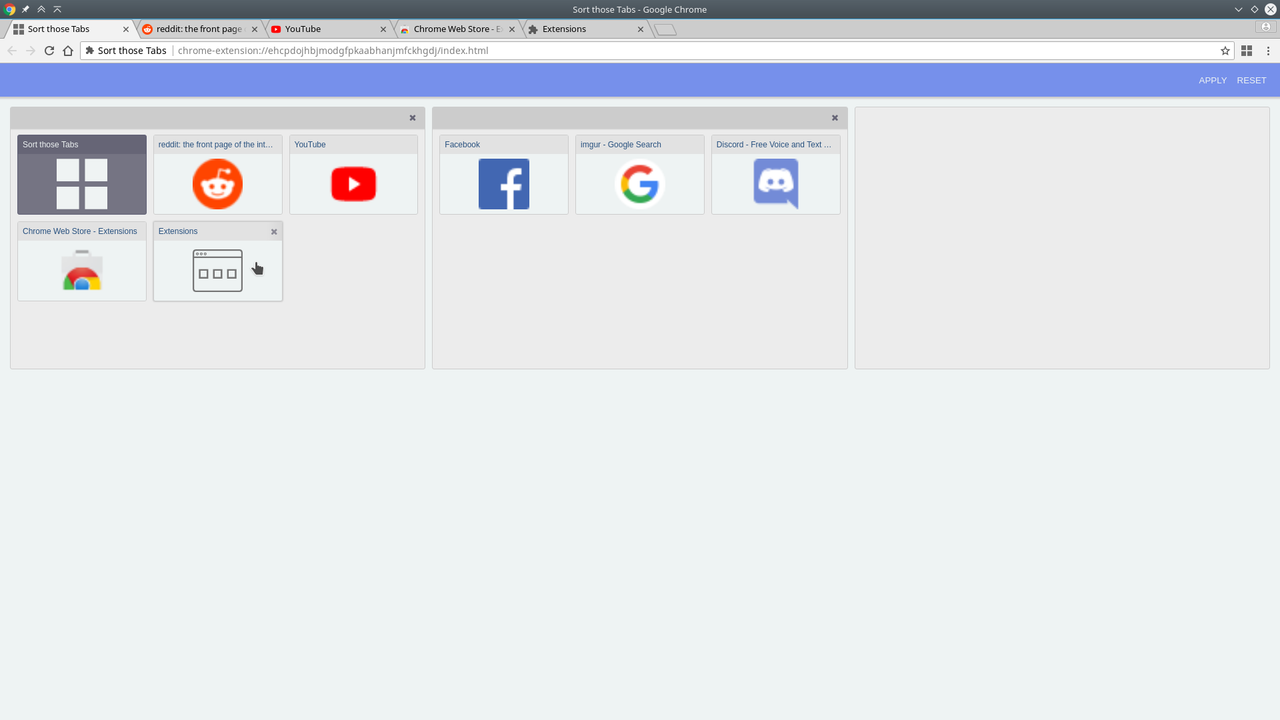 Sort those Tabs - Google Chrome
Sort those Tabs
reddit: the front page
YouTube
Chrome Web Store - E
Extensions
Sort those Tabs
chrome-extension://ehcpdojhbjmodgfpkaabhanjmfckhgdj/index.html
APPLY RESET
Sort those Tabs
reddit: the front page of the int...
YouTube
Facebook
imgur - Google Search
Discord - Free Voice and Text ...
Chrome Web Store - Extensions
Extensions